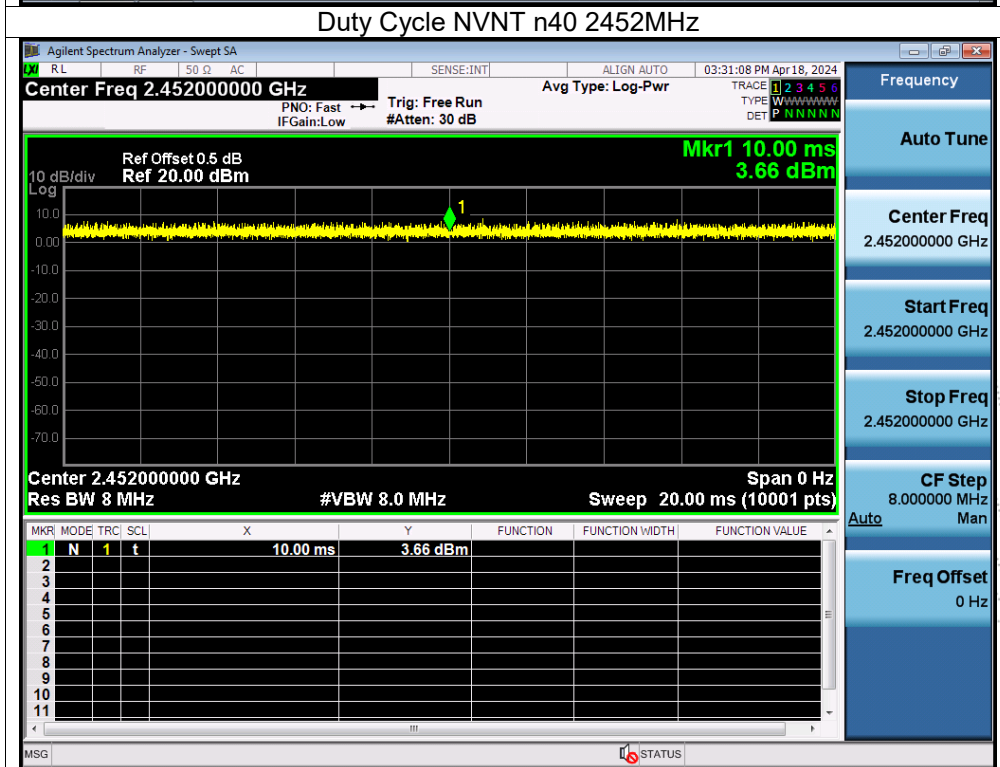 Duty Cycle NVNT n40 2452MHz
Agilent Spectrum Analyzer - Swept SA
LXI RL RF 50 Ω AC SENSE:INT ALIGN AUTO 03:31:08 PM Apr 18, 2024
Center Freq 2.452000000 GHz
PNO: Fast Trig: Free Run
IFGain:Low #Atten: 30 dB
Avg Type: Log-Pwr
TRACE 1 2 3 4 5 6
TYPE WWWWWW
DET P N N N N N
Mkr1 10.00 ms
3.66 dBm
Ref Offset 0.5 dB
10 dB/div Ref 20.00 dBm
Log
10.0
0.00
-10.0
-20.0
-30.0
-40.0
-50.0
-60.0
-70.0
1
Center 2.452000000 GHz Span 0 Hz
Res BW 8 MHz #VBW 8.0 MHz Sweep 20.00 ms (10001 pts)
MKR MODE TRC SCL X Y FUNCTION FUNCTION WIDTH FUNCTION VALUE
1 N 1 t 10.00 ms 3.66 dBm
2
3
4
5
6
7
8
9
10
11
MSG STATUS
Frequency
Auto Tune
Center Freq
2.452000000 GHz
Start Freq
2.452000000 GHz
Stop Freq
2.452000000 GHz
CF Step
8.000000 MHz
Auto Man
Freq Offset
0 Hz